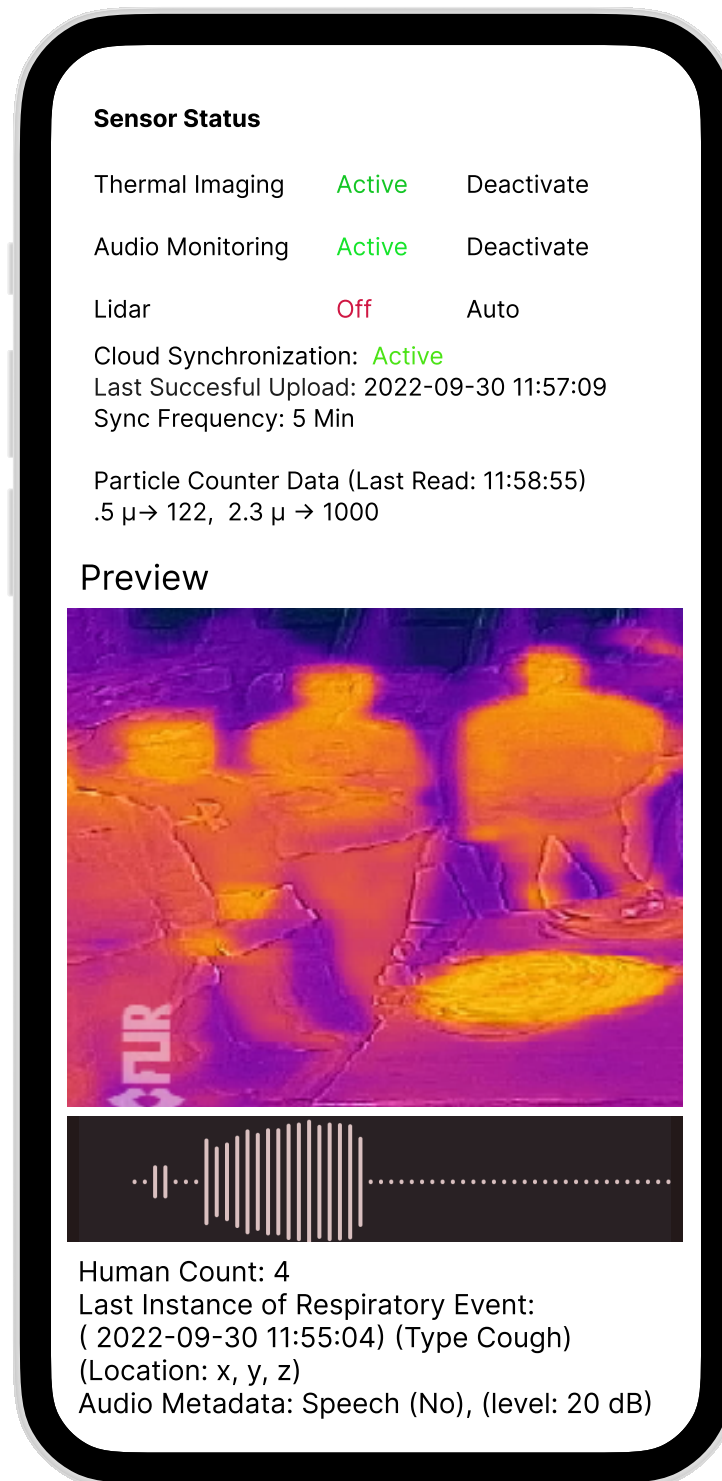 Sensor Status
Thermal Imaging Active Deactivate
Audio Monitoring Active Deactivate
Lidar Off Auto
Cloud Synchronization: Active
Last Succesful Upload: 2022-09-30 11:57:09
Sync Frequency: 5 Min
Particle Counter Data (Last Read: 11:58:55)
.5 μ→ 122, 2.3 μ → 1000
Preview
FLIR
Human Count: 4
Last Instance of Respiratory Event:
( 2022-09-30 11:55:04) (Type Cough)
(Location: x, y, z)
Audio Metadata: Speech (No), (level: 20 dB)